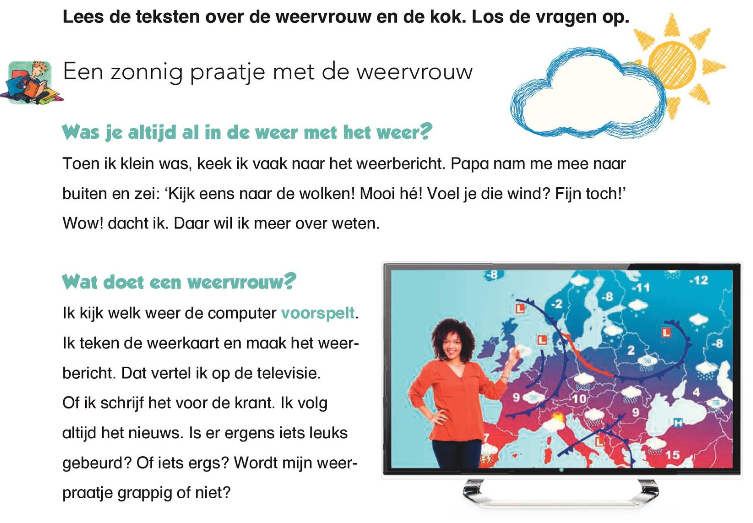 Lees de teksten over de weervrouw en de kok. Los de vragen op.
Een zonnig praatje met de weervrouw
Was je altijd al in de weer met het weer?
Toen ik klein was, keek ik vaak naar het weerbericht. Papa nam me mee naar
buiten en zei: ‘Kijk eens naar de wolken! Mooi hé! Voel je die wind? Fijn toch!’
Wow! dacht ik. Daar wil ik meer over weten.
Wat doet een weervrouw?
Ik kijk welk weer de computer voorspelt.
Ik teken de weerkaart en maak het weer-
bericht. Dat vertel ik op de televisie.
Of ik schrijf het voor de krant. Ik volg
altijd het nieuws. Is er ergens iets leuks
gebeurd? Of iets ergs? Wordt mijn weer-
praatje grappig of niet?
-8
-11
-12
-2
-8
L
L
L
-8
2
9
10
4
9
H
7
L
15